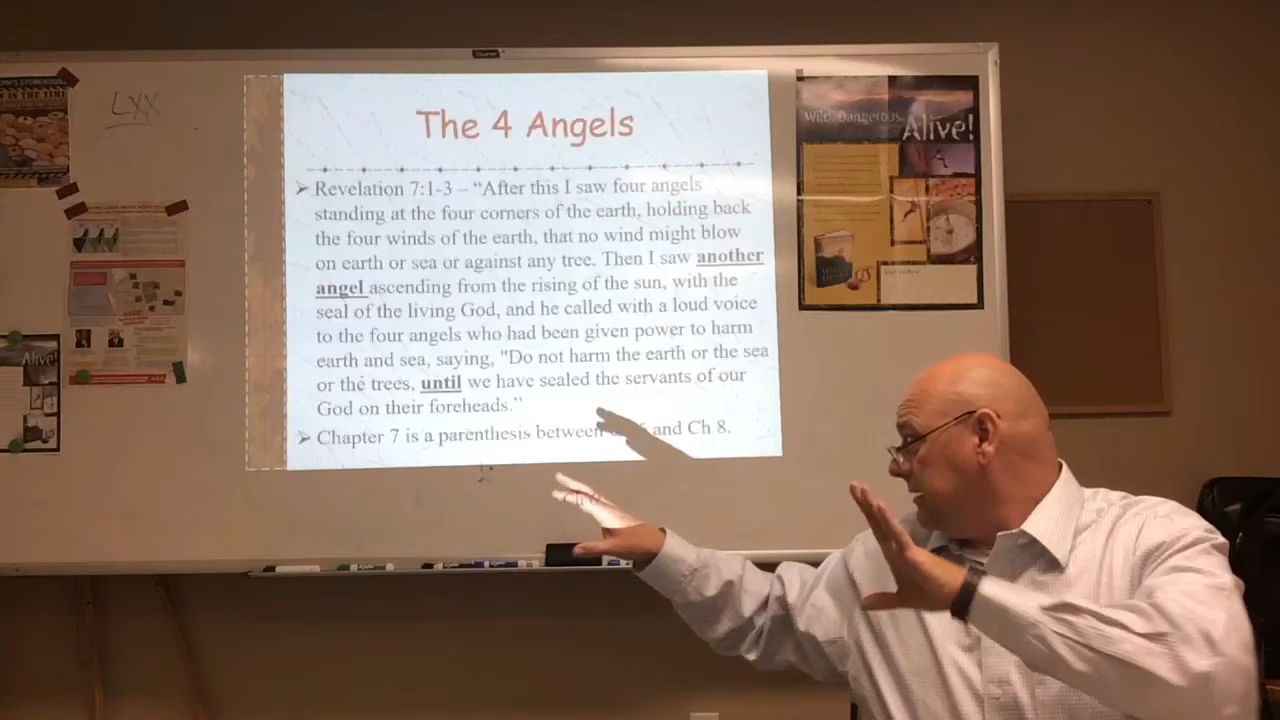 Quartet
LXX
The 4 Angels
➢ Revelation 7:1-3 – “After this I saw four angels
standing at the four corners of the earth, holding back
the four winds of the earth, that no wind might blow
on earth or sea or against any tree. Then I saw another
angel ascending from the rising of the sun, with the
seal of the living God, and he called with a loud voice
to the four angels who had been given power to harm
earth and sea, saying, "Do not harm the earth or the sea
or the trees, until we have sealed the servants of our
God on their foreheads.”
➢ Chapter 7 is a parenthesis between 6 and Ch 8.
Wild. Dangerous.
Alive!
Alive!